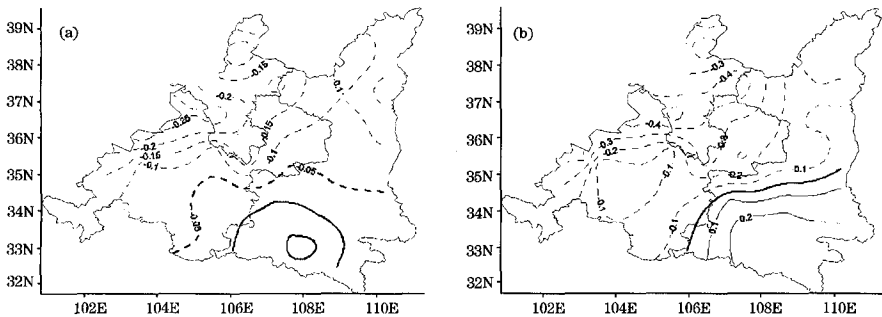 (a)
39N
38N
37N
36N
35N
34N
33N
32N
102E
104E
106E
108E
110E
-0.15
-0.1
-0.2
-0.25
-0.15
-0.2
-0.15
-0.1
-0.1
-0.05
-0.05
(b)
39N
38N
37N
36N
35N
34N
33N
32N
102E
104E
106E
108E
110E
-0.3
-0.4
-0.4
-0.3
-0.2
-0.3
-0.1
-0.2
0.1
-0.1
-0.1
0.1
0.2